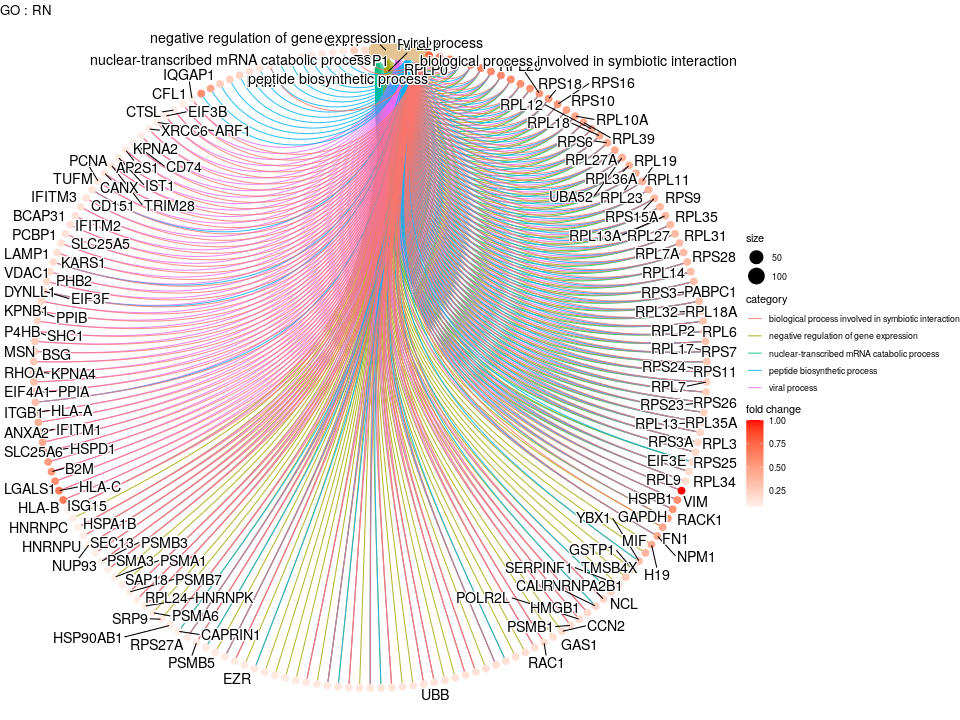 GO : RN
negative regulation of gene expression
viral process
nuclear-transcribed mRNA catabolic process
biological process involved in symbiotic interaction
peptide biosynthetic process
RPLP0
IQGAP1
CFL1
CTSL EIF3B
XRCC6 ARF1
KPNA2
PCNA AP2S1 CD74
TUFM CANX IST1
IFITM3 CD151 TRIM28
BCAP31 IFITM2
PCBP1 SLC25A5
LAMP1 KARS1
VDAC1 PHB2
DYNLL1 EIF3F
KPNB1 PPIB
P4HB SHC1
MSN BSG
RHOA KPNA4
EIF4A1 PPIA
ITGB1 HLA-A
ANXA2 IFITM1
SLC25A6 HSPD1
B2M
LGALS1 HLA-C
HLA-B ISG15
HNRNPC HSPA1B
HNRNPU SEC13 PSMB3
NUP93 PSMA3 PSMA1
SAP18 PSMB7
RPL24 HNRNPK
SRP9 PSMA6
HSP90AB1 CAPRIN1
RPS27A
PSMB5
EZR
UBB
RPS18 RPS16
RPL12 RPS10
RPL18 RPL10A
RPS6 RPL39
RPL27A RPL19
RPL36A RPL11
UBA52 RPL23 RPS9
RPS15A RPL35
RPL13A RPL27 RPL31
RPL7A RPS28
RPL14
RPS3 PABPC1
RPL32 RPL18A
RPLP2 RPL6
RPL17 RPS7
RPS24 RPS11
RPL7
RPS23 RPS26
RPL13 RPL35A
RPS3A RPL3
EIF3E RPS25
RPL9 RPL34
HSPB1 VIM
YBX1 GAPDH RACK1
MIF FN1
GSTP1 NPM1
SERPINF1 TMSB4X H19
CALR HNRNPA2B1
POLR2L HMGB1 NCL
PSMB1 CCN2
GAS1
RAC1
size
50
100
category
biological process involved in symbiotic interaction
negative regulation of gene expression
nuclear-transcribed mRNA catabolic process
peptide biosynthetic process
viral process
fold change
1.00
0.75
0.50
0.25